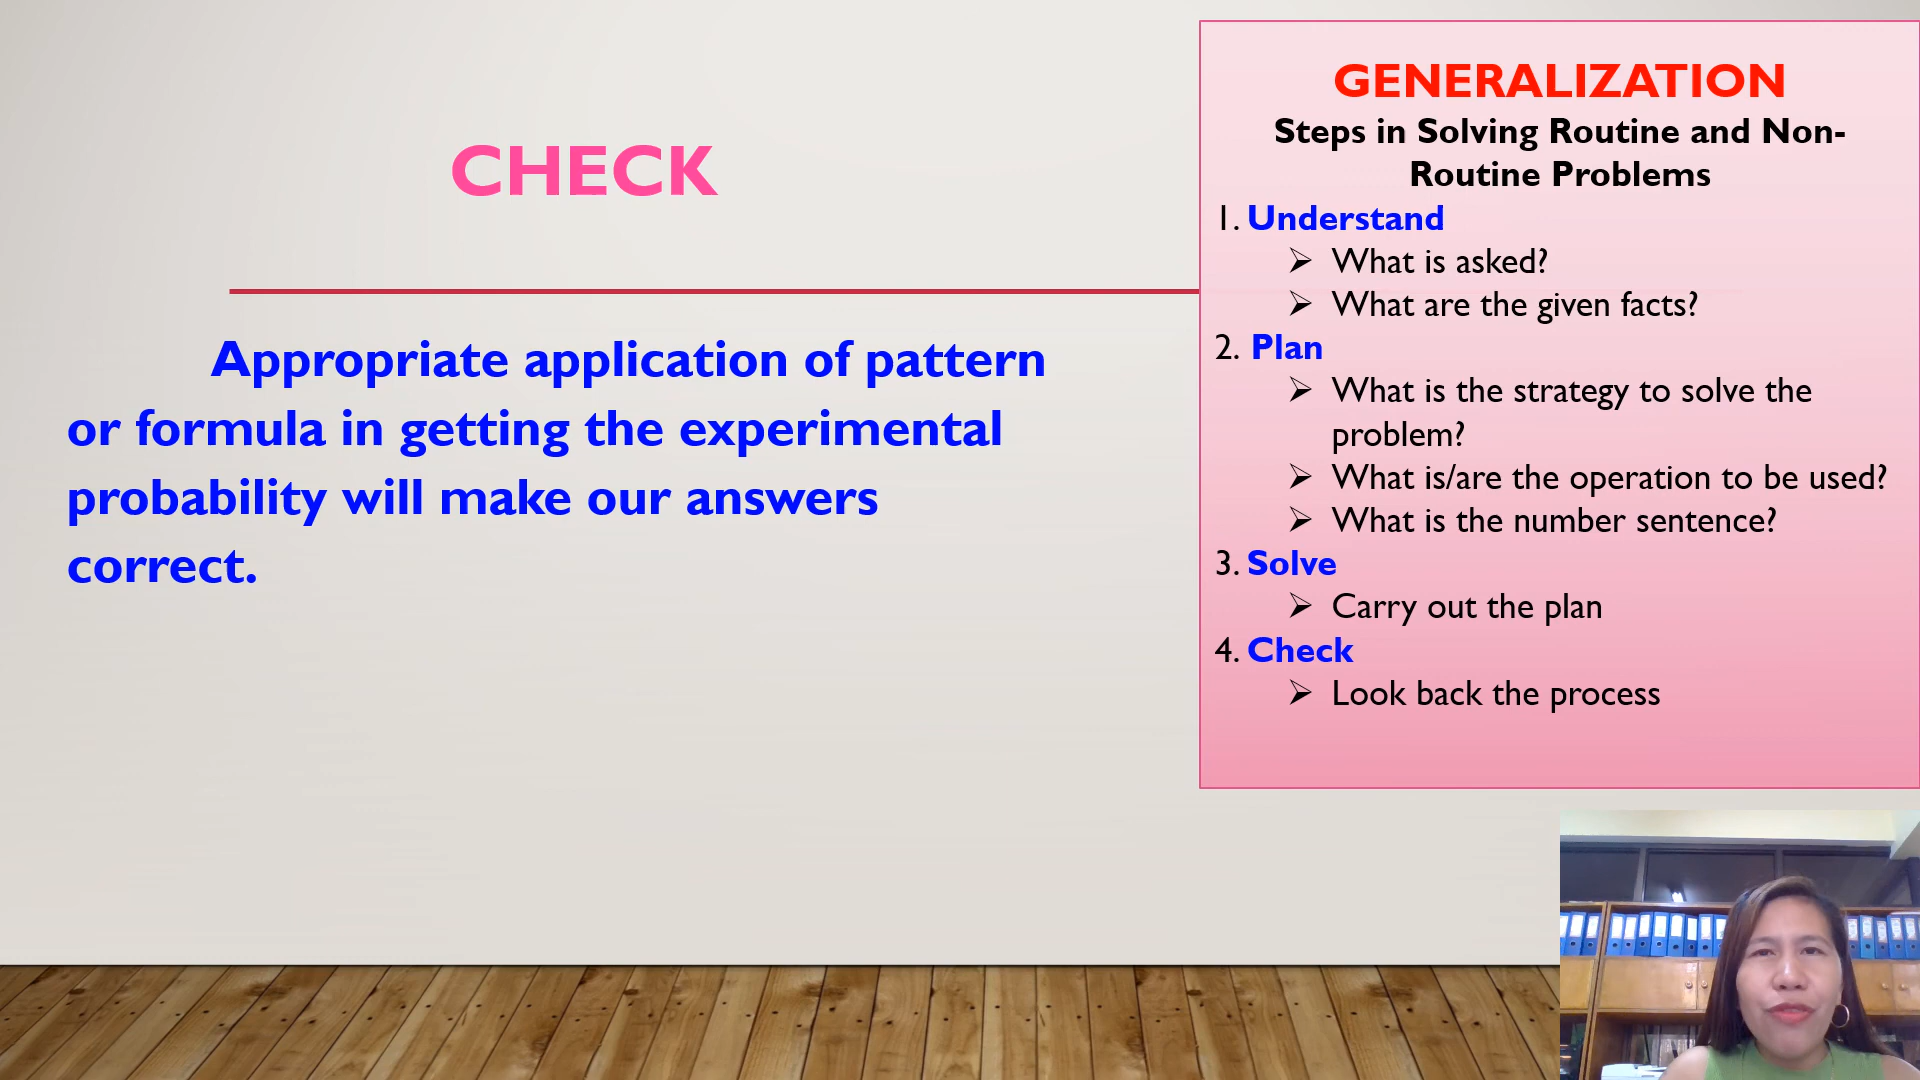 CHECK
Appropriate application of pattern
or formula in getting the experimental
probability will make our answers
correct.
GENERALIZATION
Steps in Solving Routine and Non-
Routine Problems
1. Understand
➢ What is asked?
➢ What are the given facts?
2. Plan
➢ What is the strategy to solve the
problem?
➢ What is/are the operation to be used?
➢ What is the number sentence?
3. Solve
➢ Carry out the plan
4. Check
➢ Look back the process